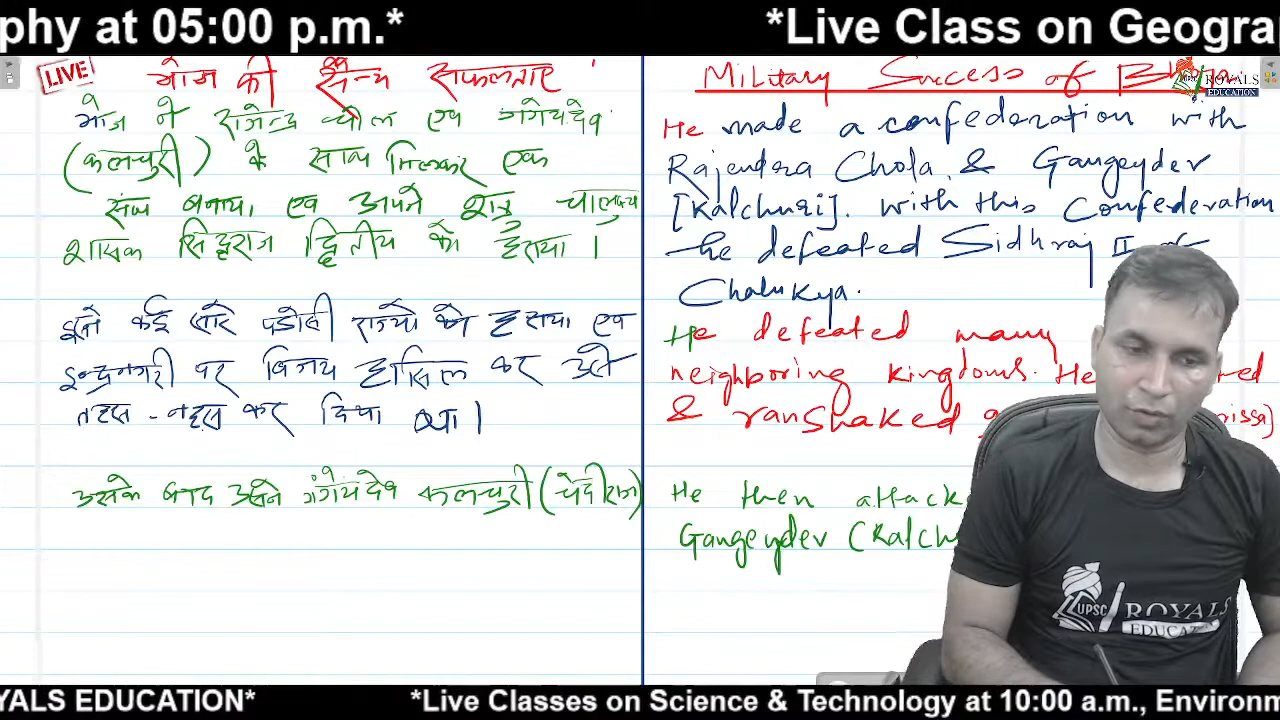 phy at 05:00 p.m.*
*Live Class on Geogra
LIVE
भोज की सैन्य सफलताएं
भोज ने राजेन्द्र चोल एवं गंगेयदेव
(कलचुरी) के साथ मिलकर एक
संघ बनाया एवं अपने शत्रु चालुक्य
शासक सिद्धराज द्वितीय को हराया ।
इसने कई सारे पडोसी राज्यो को हराया एवं
इन्द्रनगरी पर विजय हासिल कर उसे
तहस - नहस कर दिया था ।
उसके बाद उसने गंगेयदेव कलचुरी (चेदीराज)
Military Success of
ROYALS
EDUCATION
He made a confederation with
Rajendra Chola & Gangeydev
[Kalchuri]. With this Confederation
he defeated Sidhraj II of
Chalukya.
He defeated many
neighboring kingdoms. He
& ranshaked
He then attack
Gangeydev (Kalch
UPSC
ROYALS
EDUCATION
YALS EDUCATION*
*Live Classes on Science & Technology at 10:00 a.m., Environm